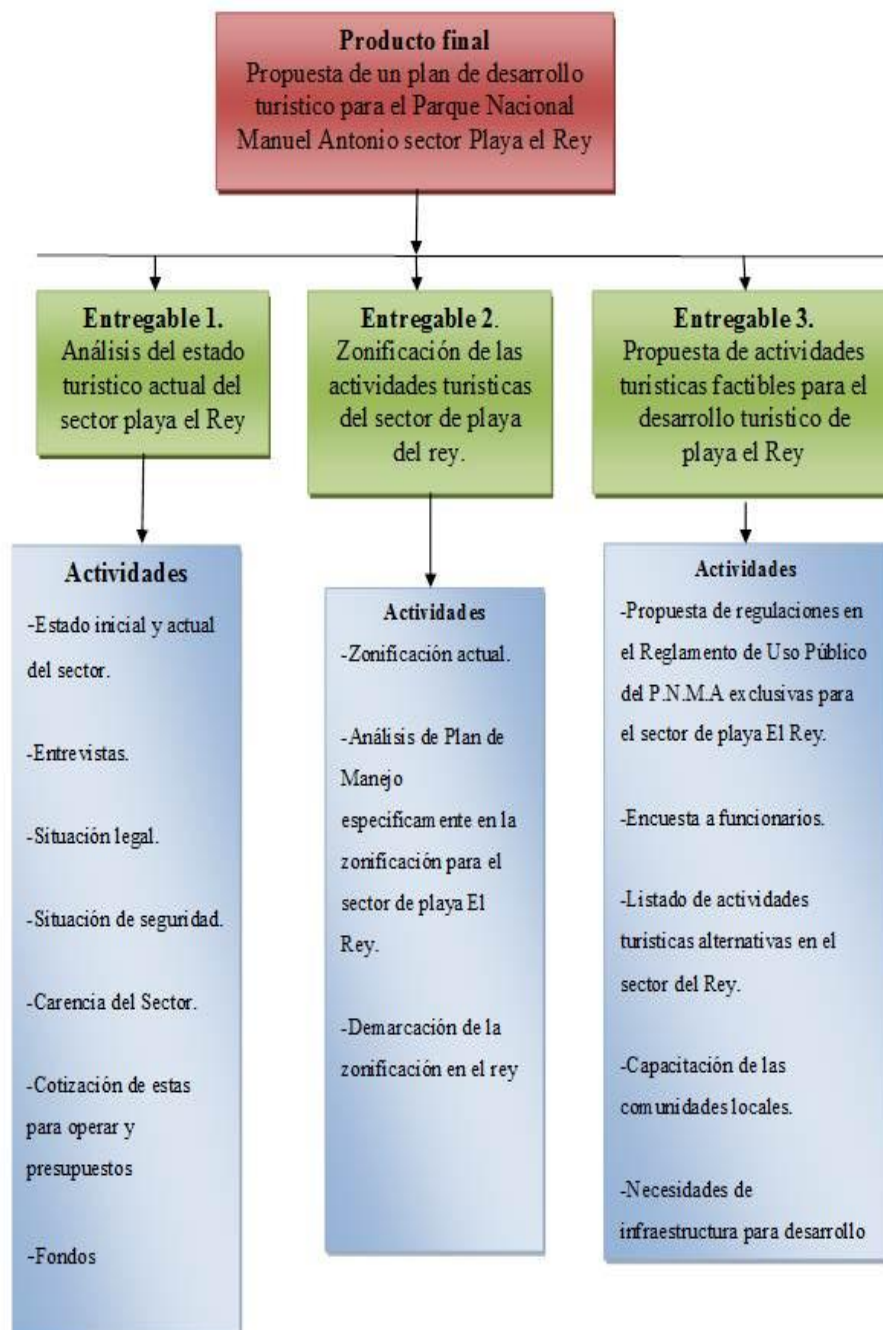 Producto final
Propuesta de un plan de desarrollo
turistico para el Parque Nacional
Manuel Antonio sector Playa el Rey
Entregable 1.
Análisis del estado
turistico actual del
sector playa el Rey
Entregable 2.
Zonificación de las
actividades turisticas
del sector de playa
del rey.
Entregable 3.
Propuesta de actividades
turisticas factibles para el
desarrollo turistico de
playa el Rey
Actividades
-Estado inicial y actual
del sector.
-Entrevistas.
-Situación legal.
-Situación de seguridad.
-Carencia del Sector.
-Cotización de estas
para operar y
presupuestos
-Fondos
Actividades
-Zonificación actual.
-Análisis de Plan de
Manejo
especificamente en la
zonificación para el
sector de playa El
Rey.
-Demarcación de la
zonificación en el rey
Actividades
-Propuesta de regulaciones en
el Reglamento de Uso Público
del P.N.M.A exclusivas para
el sector de playa El Rey.
-Encuesta a funcionarios.
-Listado de actividades
turisticas alternativas en el
sector del Rey.
-Capacitación de las
comunidades locales.
-Necesidades de
infraestructura para desarrollo